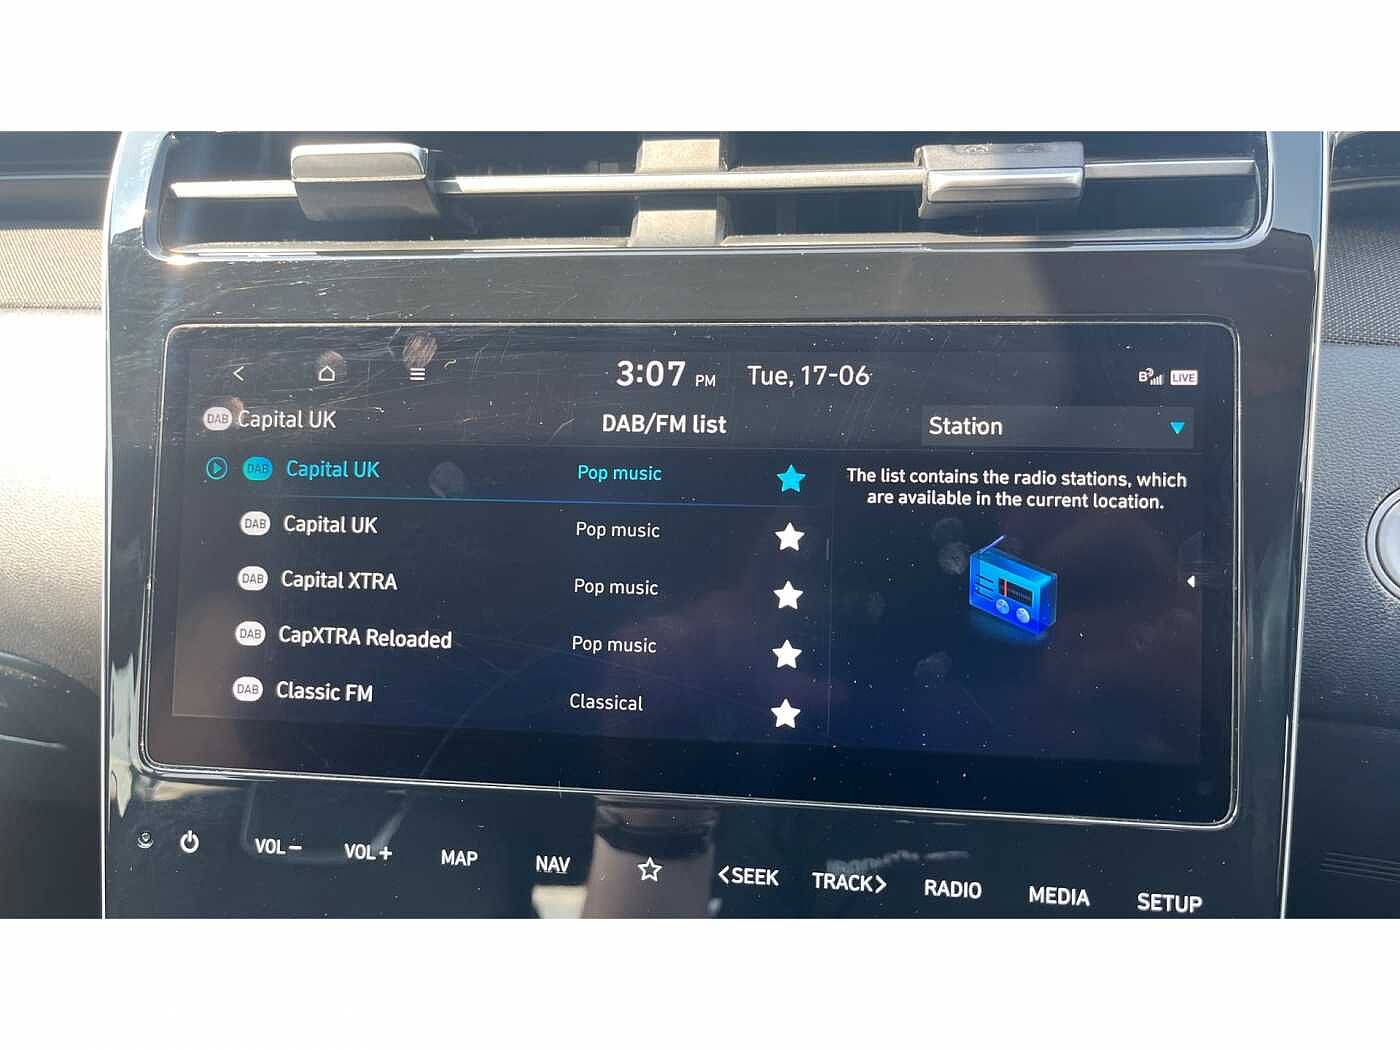 3:07 PM Tue, 17-06 LIVE
DAB Capital UK DAB/FM list Station
DAB Capital UK Pop music
DAB Capital UK Pop music
DAB Capital XTRA Pop music
DAB CapXTRA Reloaded Pop music
DAB Classic FM Classical
The list contains the radio stations, which
are available in the current location.
VOL− VOL+ MAP NAV <SEEK TRACK> RADIO MEDIA SETUP